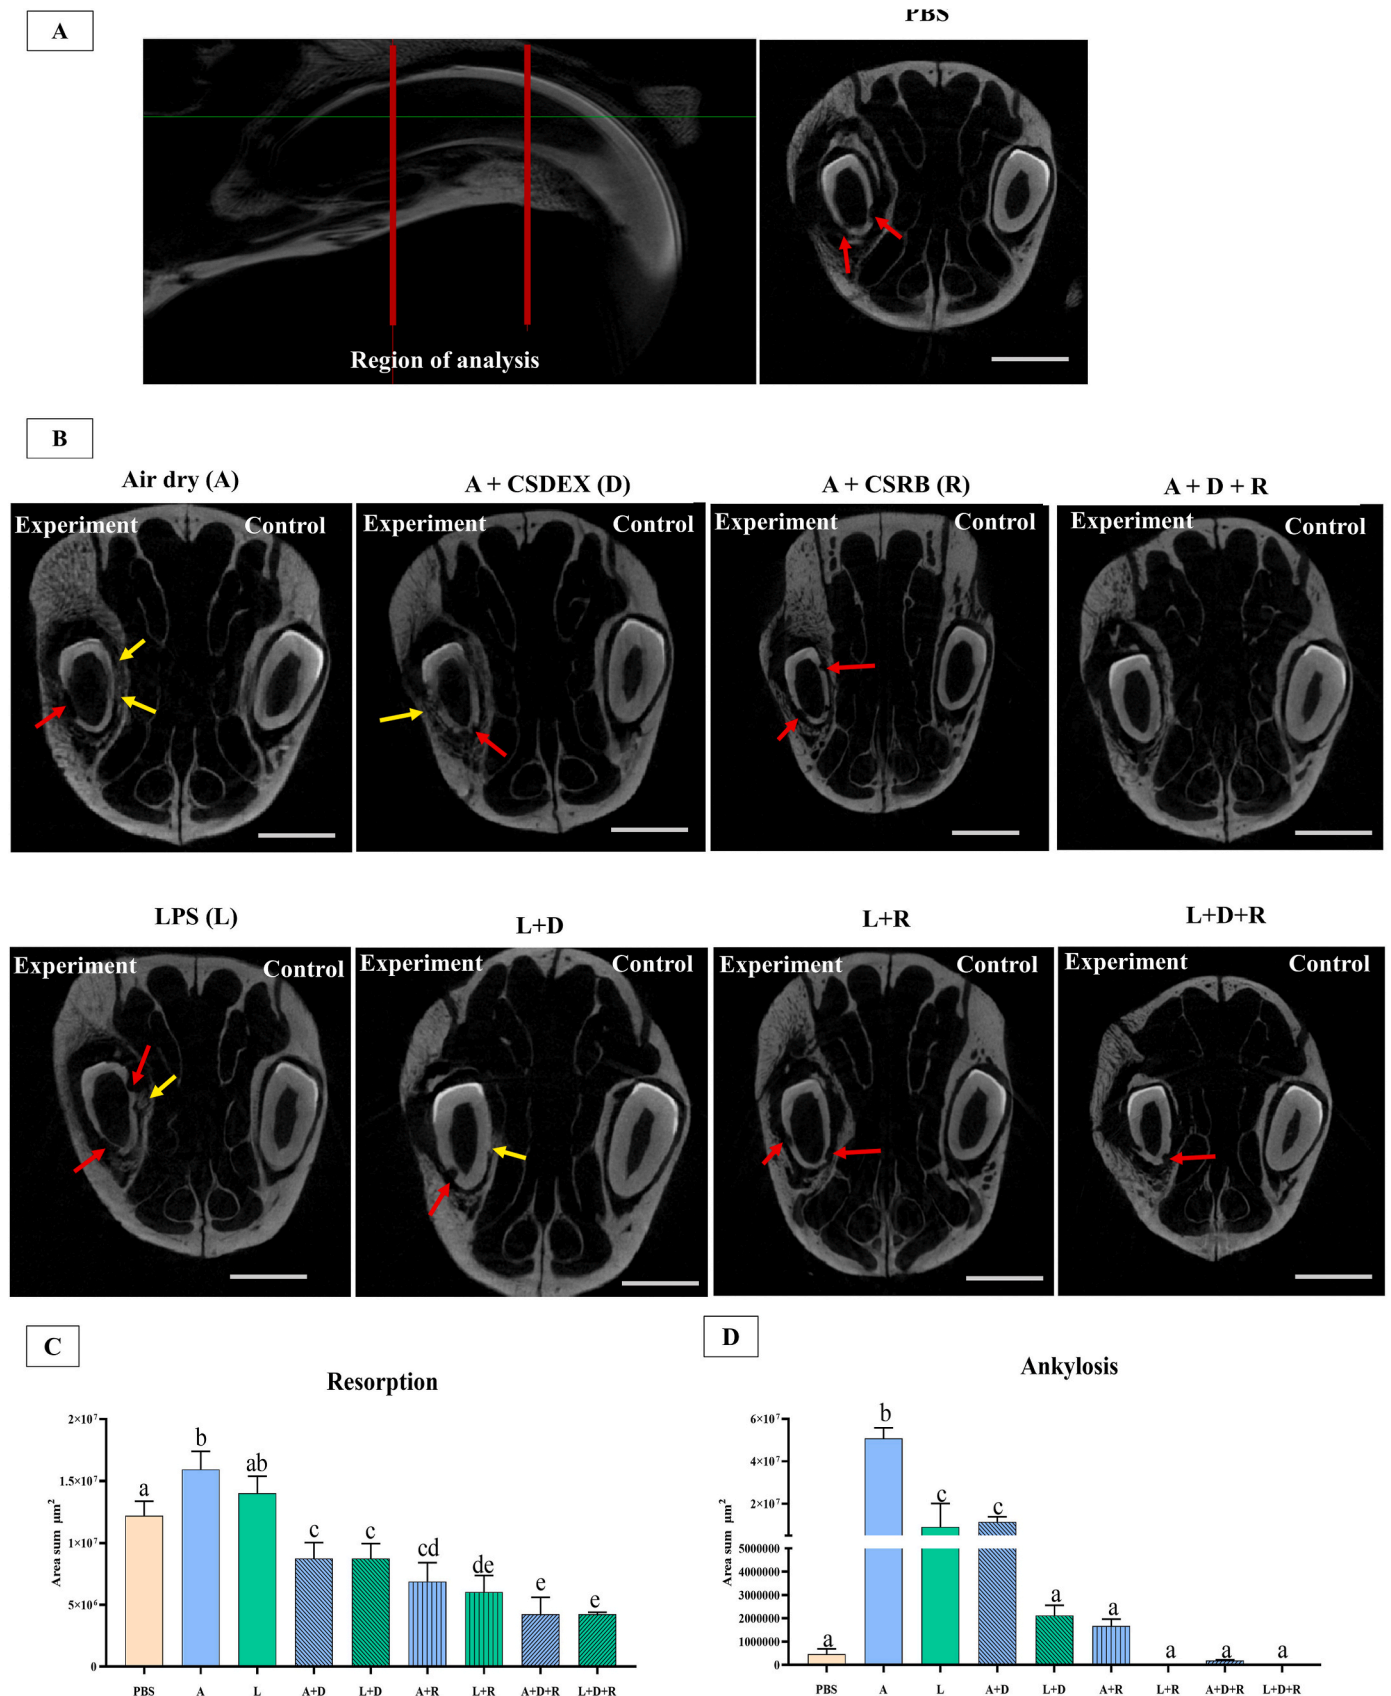 A
PBS
Region of analysis
B
Air dry (A)
A + CSDEX (D)
A + CSRB (R)
A + D + R
Experiment Control
Experiment Control
Experiment Control
Experiment Control
LPS (L)
L+D
L+R
L+D+R
Experiment Control
Experiment Control
Experiment Control
Experiment Control
C
Resorption
Area sum µm²
2×10⁷
1.5×10⁷
1×10⁷
5×10⁶
0
a
b
ab
c
c
cd
de
e
e
PBS A L A+D L+D A+R L+R A+D+R L+D+R
D
Ankylosis
Area sum µm²
6×10⁷
4×10⁷
2×10⁷
5000000
4000000
3000000
2000000
1000000
0
a
b
c
c
a
a
a
a
a
PBS A L A+D L+D A+R L+R A+D+R L+D+R